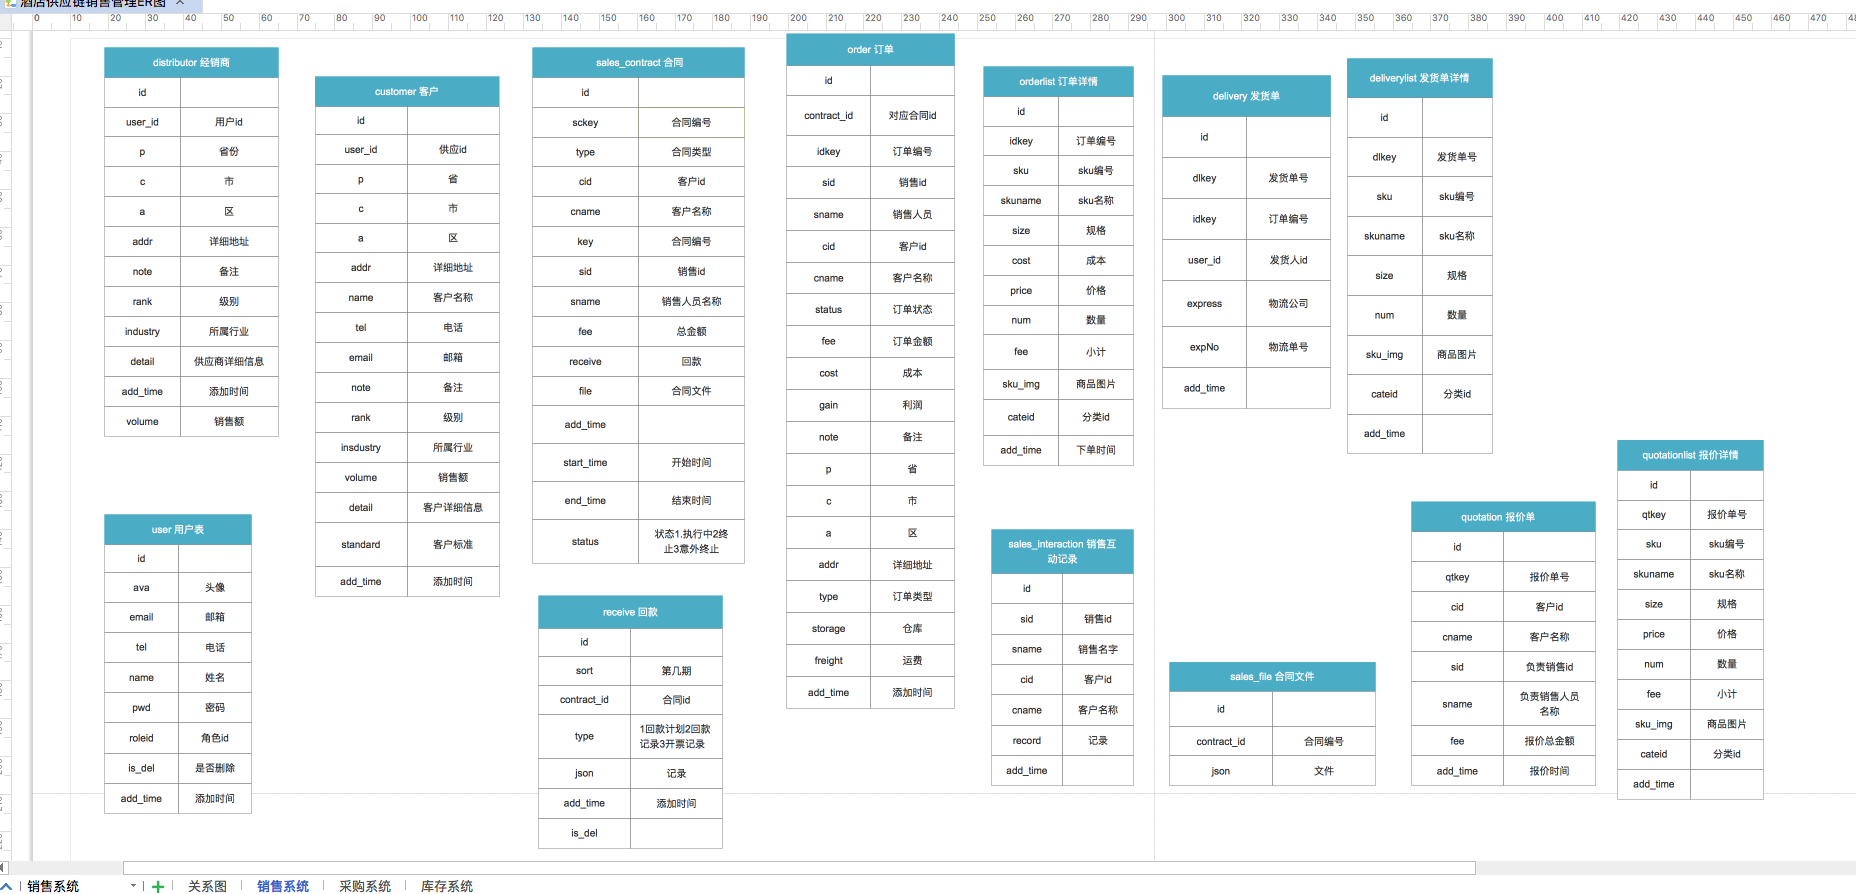 酒店供应链销售管理ER图 ×
0 10 20 30 40 50 60 70 80 90 100 110 120 130 140 150 160 170 180 190 200 210 220 230 240 250 260 270 280 290 300 310 320 330 340 350 360 370 380 390 400 410 420 430 440 450 460 470
distributor 经销商
id
user_id 用户id
p 省份
c 市
a 区
addr 详细地址
note 备注
rank 级别
industry 所属行业
detail 供应商详细信息
add_time 添加时间
volume 销售额
user 用户表
id
ava 头像
email 邮箱
tel 电话
name 姓名
pwd 密码
roleid 角色id
is_del 是否删除
add_time 添加时间
customer 客户
id
user_id 供应id
p 省
c 市
a 区
addr 详细地址
name 客户名称
tel 电话
email 邮箱
note 备注
rank 级别
insdustry 所属行业
volume 销售额
detail 客户详细信息
standard 客户标准
add_time 添加时间
sales_contract 合同
id
sckey 合同编号
type 合同类型
cid 客户id
cname 客户名称
key 合同编号
sid 销售id
sname 销售人员名称
fee 总金额
receive 回款
file 合同文件
add_time
start_time 开始时间
end_time 结束时间
status 状态1.执行中2终
止3意外终止
receive 回款
id
sort 第几期
contract_id 合同id
type 1回款计划2回款
记录3开票记录
json 记录
add_time 添加时间
is_del
order 订单
id
contract_id 对应合同id
idkey 订单编号
sid 销售id
sname 销售人员
cid 客户id
cname 客户名称
status 订单状态
fee 订单金额
cost 成本
gain 利润
note 备注
p 省
c 市
a 区
addr 详细地址
type 订单类型
storage 仓库
freight 运费
add_time 添加时间
orderlist 订单详情
id
idkey 订单编号
sku sku编号
skuname sku名称
size 规格
cost 成本
price 价格
num 数量
fee 小计
sku_img 商品图片
cateid 分类id
add_time 下单时间
sales_interaction 销售互
动记录
id
sid 销售id
sname 销售名字
cid 客户id
cname 客户名称
record 记录
add_time
delivery 发货单
id
dlkey 发货单号
idkey 订单编号
user_id 发货人id
express 物流公司
expNo 物流单号
add_time
deliverylist 发货单详情
id
dlkey 发货单号
sku sku编号
skuname sku名称
size 规格
num 数量
sku_img 商品图片
cateid 分类id
add_time
sales_file 合同文件
id
contract_id 合同编号
json 文件
quotation 报价单
id
qtkey 报价单号
cid 客户id
cname 客户名称
sid 负责销售id
sname 负责销售人员
名称
fee 报价总金额
add_time 报价时间
quotationlist 报价详情
id
qtkey 报价单号
sku sku编号
skuname sku名称
size 规格
price 价格
num 数量
fee 小计
sku_img 商品图片
cateid 分类id
add_time
销售系统 关系图 销售系统 采购系统 库存系统